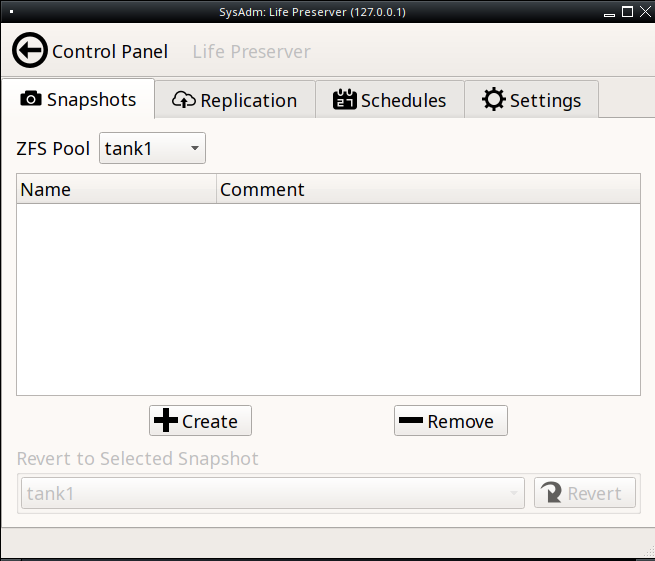 SysAdm: Life Preserver (127.0.0.1)
Control Panel Life Preserver
Snapshots Replication 27 Schedules Settings
ZFS Pool tank1
Name Comment
Create Remove
Revert to Selected Snapshot
tank1 Revert